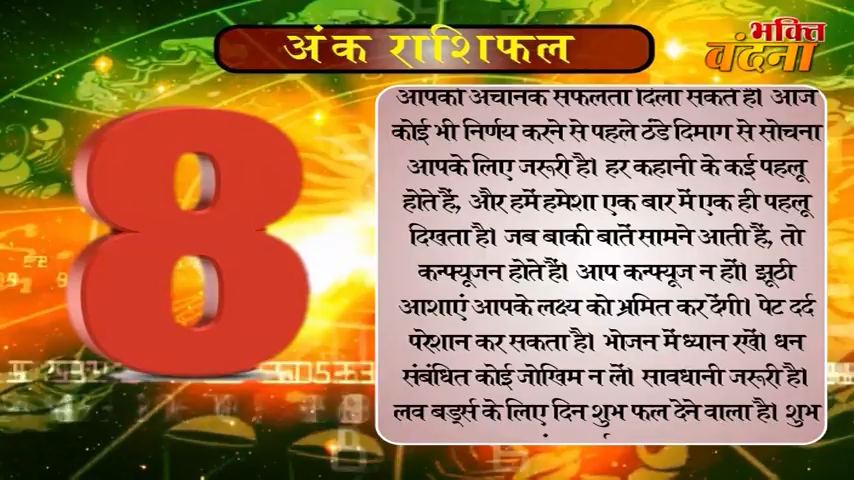 अंक राशिफल
भक्ति
वंदना
8
आपको अचानक सफलता दिला सकते है। आज
कोई भी निर्णय करने से पहले ठंडे दिमाग से सोचना
आपके लिए जरूरी है। हर कहानी के कई पहलू
होते हैं, और हमें हमेशा एक बार में एक ही पहलू
दिखता है। जब बाकी बातें सामने आती हैं, तो
कन्फ्यूजन होते हैं। आप कन्फ्यूज न हों। झूठी
आशाएं आपके लक्ष्य को भ्रमित कर देंगी। पेट दर्द
परेशान कर सकता है। भोजन में ध्यान रखें। धन
संबंधित कोई जोखिम न लें। सावधानी जरूरी है।
लव बर्ड्स के लिए दिन शुभ फल देने वाला है। शुभ